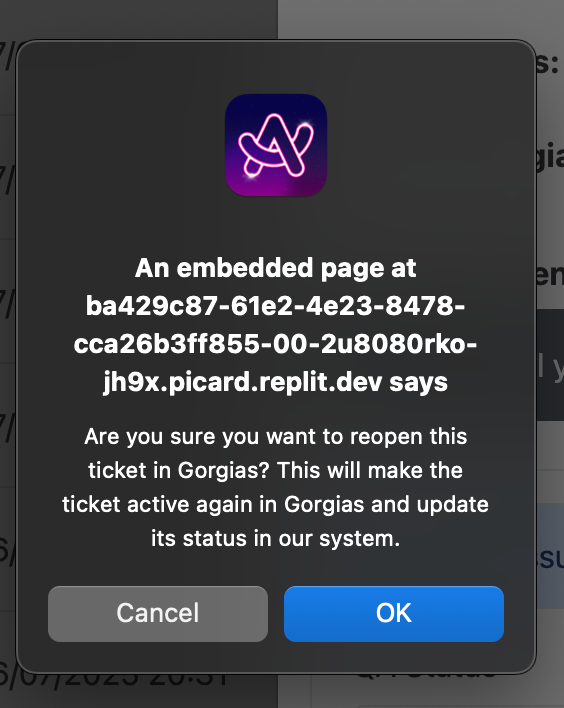 An embedded page at
ba429c87-61e2-4e23-8478-
cca26b3ff855-00-2u8080rko-
jh9x.picard.replit.dev says
Are you sure you want to reopen this
ticket in Gorgias? This will make the
ticket active again in Gorgias and update
its status in our system.
Cancel
OK